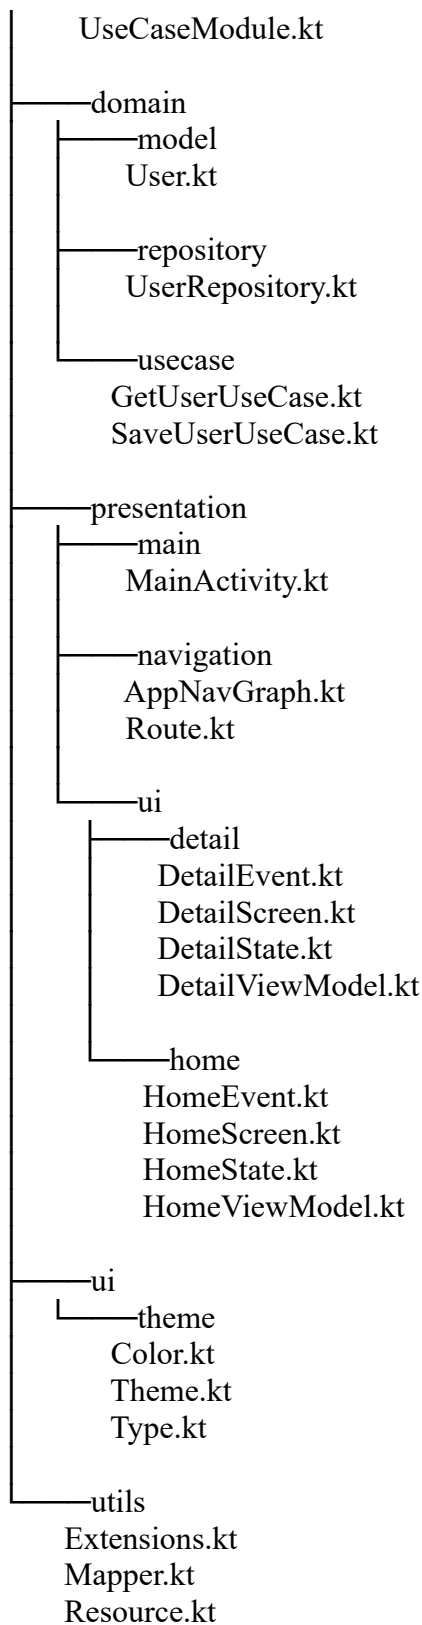 UseCaseModule.kt
domain
model
User.kt
repository
UserRepository.kt
usecase
GetUserUseCase.kt
SaveUserUseCase.kt
presentation
main
MainActivity.kt
navigation
AppNavGraph.kt
Route.kt
ui
detail
DetailEvent.kt
DetailScreen.kt
DetailState.kt
DetailViewModel.kt
home
HomeEvent.kt
HomeScreen.kt
HomeState.kt
HomeViewModel.kt
ui
theme
Color.kt
Theme.kt
Type.kt
utils
Extensions.kt
Mapper.kt
Resource.kt